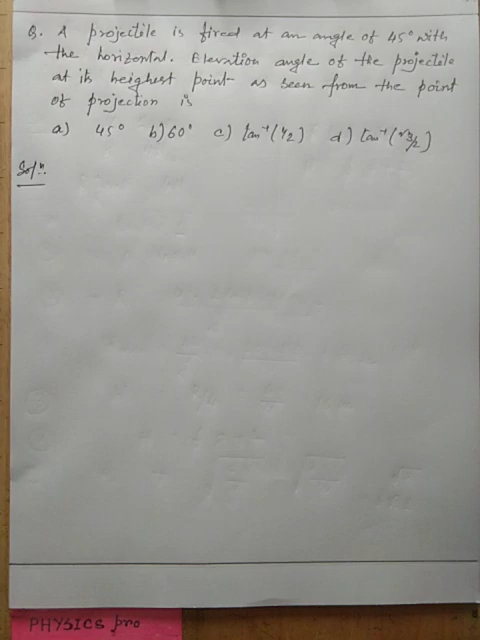 Q. A projectile is fired at an angle of 45° with
the horizontal. Elevation angle of the projectile
at its heighest point as seen from the point
of projection is
a) 45° b) 60° c) tan⁻¹(1/2) d) tan⁻¹(√3/2)
Solⁿ:
PHYSICS pro